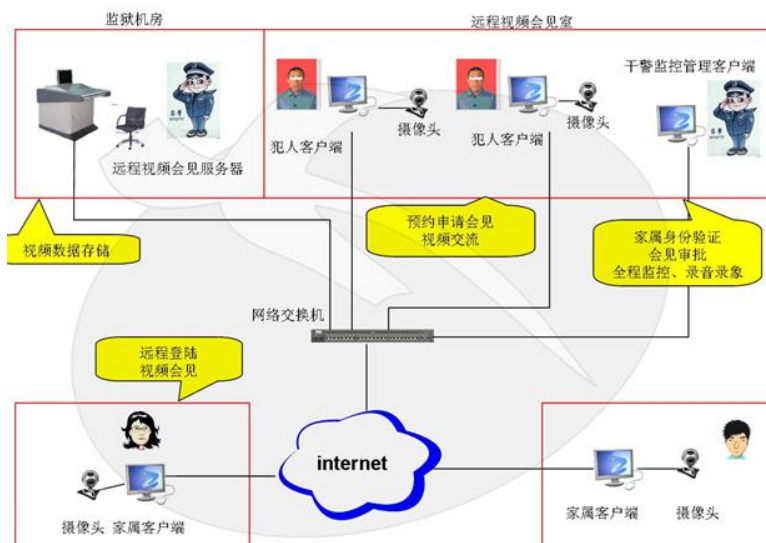 监狱机房
远程视频会见室
干警监控管理客户端
远程视频会见服务器
犯人客户端
摄像头
犯人客户端
摄像头
视频数据存储
预约申请会见
视频交流
家属身份验证
会见审批
全程监控、录音录象
网络交换机
远程登陆
视频会见
internet
摄像头
家属客户端
家属客户端
摄像头